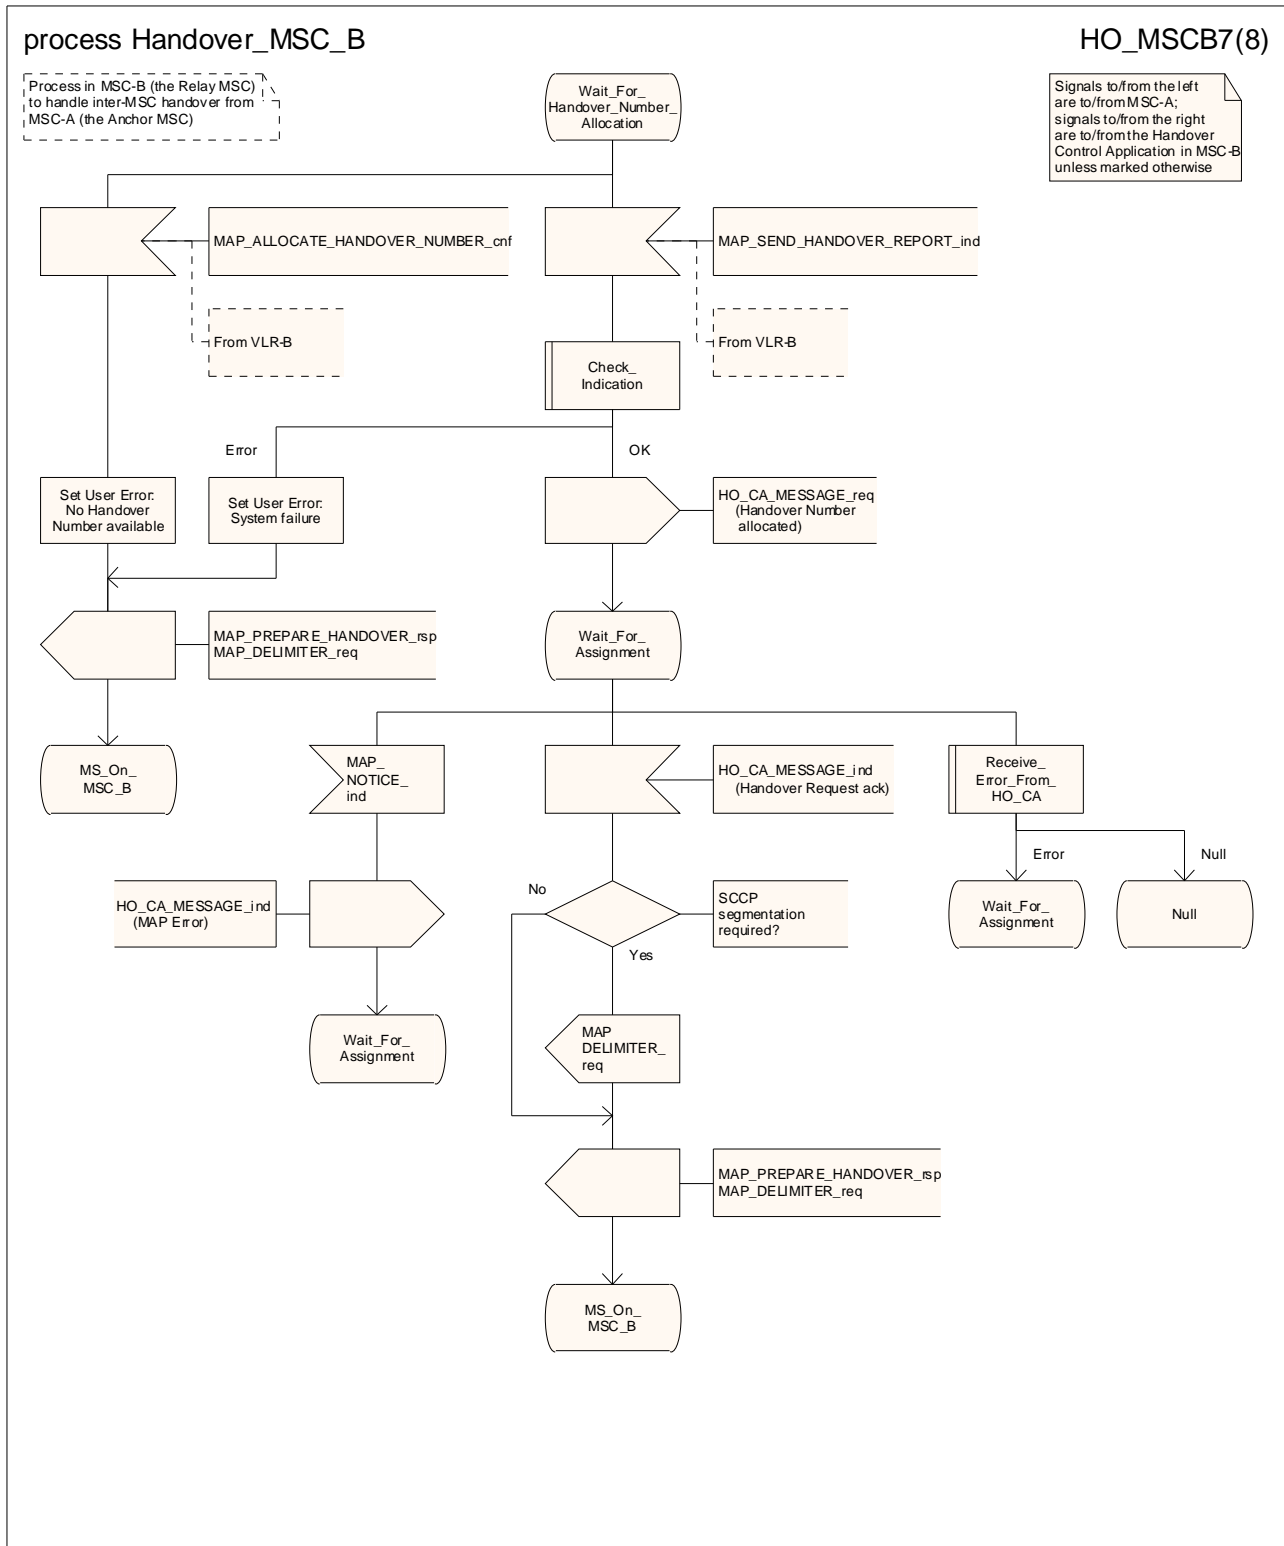 process Handover_MSC_B
HO_MSCB7(8)
Process in MSC-B (the Relay MSC)
to handle inter-MSC handover from
MSC-A (the Anchor MSC)
Wait_For_
Handover_Number_
Allocation
Signals to/from the left
are to/from MSC-A;
signals to/from the right
are to/from the Handover
Control Application in MSC-B
unless marked otherwise
MAP_ALLOCATE_HANDOVER_NUMBER_cnf
MAP_SEND_HANDOVER_REPORT_ind
From VLR-B
From VLR-B
Check_
Indication
Error
OK
Set User Error:
No Handover
Number available
Set User Error:
System failure
HO_CA_MESSAGE_req
(Handover Number
allocated)
MAP_PREPARE_HANDOVER_rsp
MAP_DELIMITER_req
Wait_For_
Assignment
MS_On_
MSC_B
MAP_
NOTICE_
ind
HO_CA_MESSAGE_ind
(Handover Request ack)
Receive_
Error_From_
HO_CA
Error
Null
HO_CA_MESSAGE_ind
(MAP Error)
No
Yes
SCCP
segmentation
required?
Wait_For_
Assignment
Null
Wait_For_
Assignment
MAP
DELIMITER_
req
MAP_PREPARE_HANDOVER_rsp
MAP_DELIMITER_req
MS_On_
MSC_B